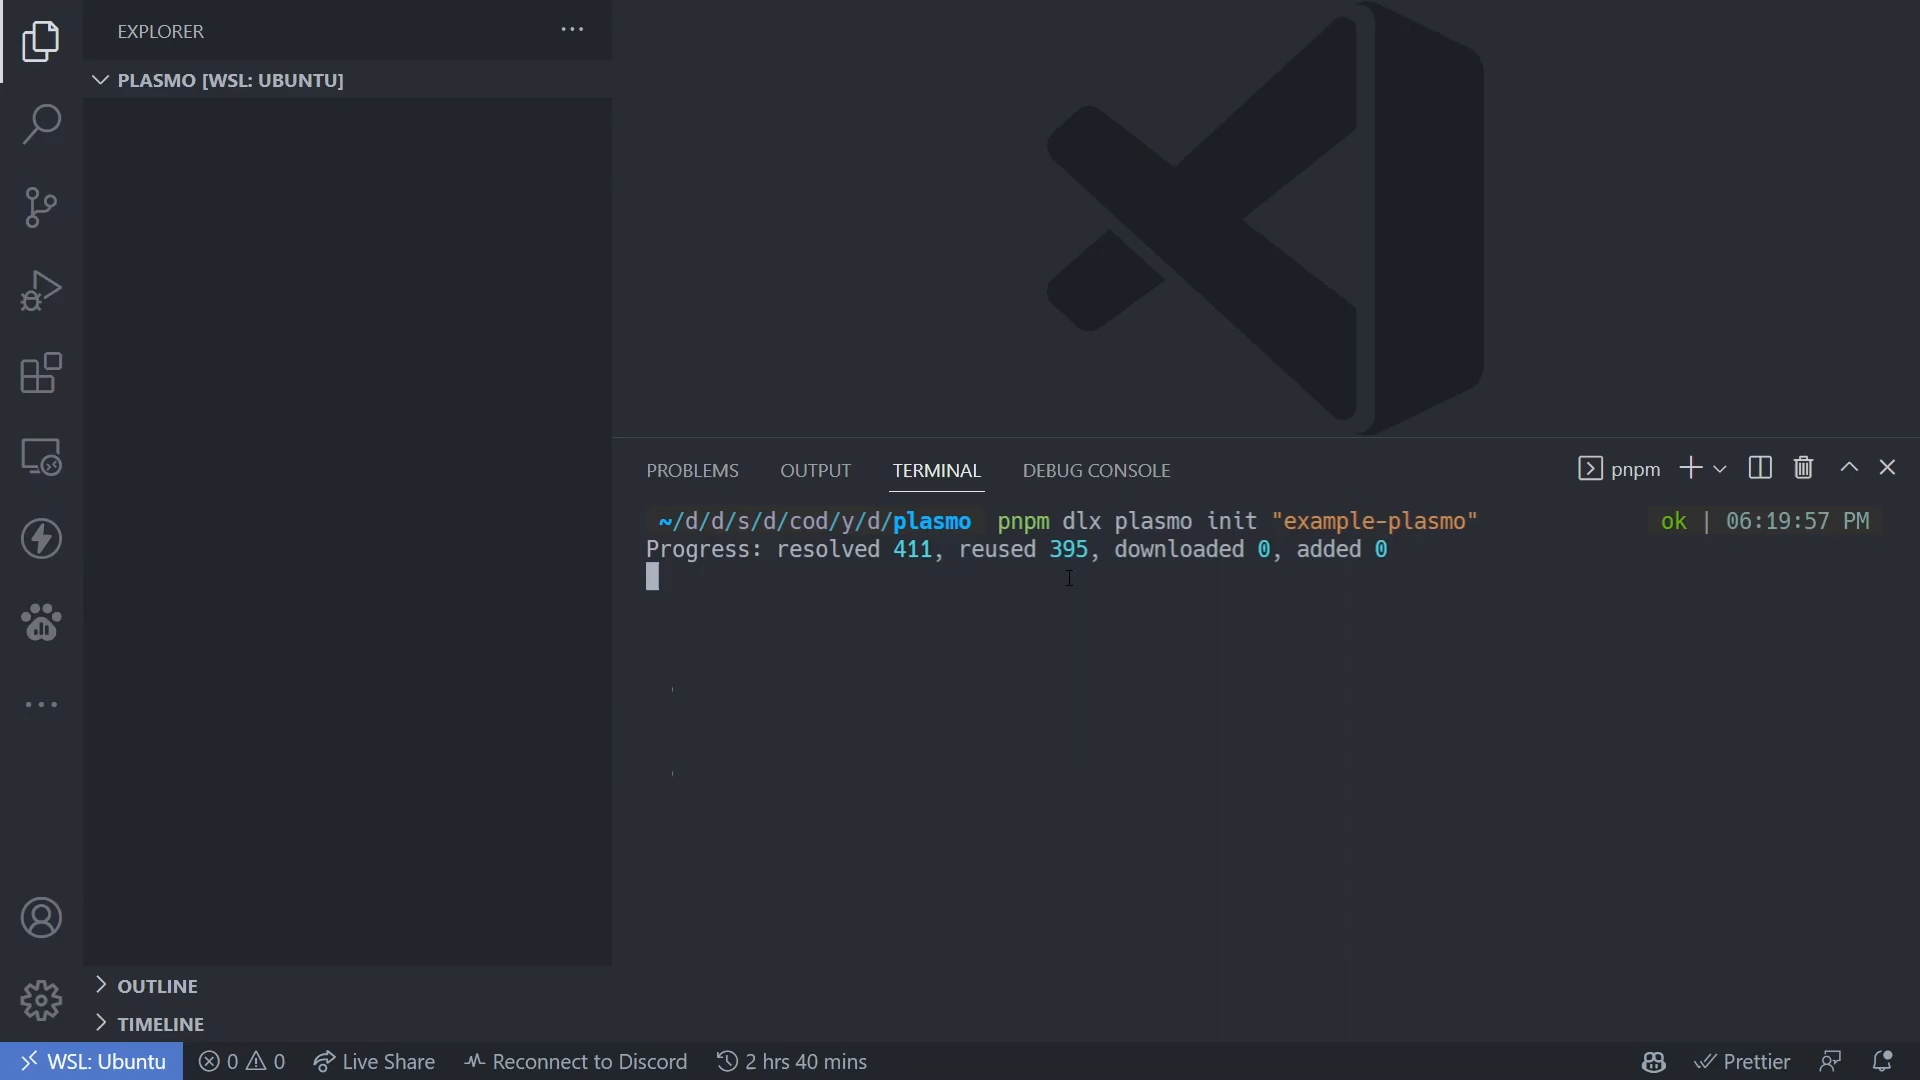 EXPLORER
PLASMO [WSL: UBUNTU]
PROBLEMS OUTPUT TERMINAL DEBUG CONSOLE pnpm
~/d/d/s/d/cod/y/d/plasmo pnpm dlx plasmo init "example-plasmo" ok | 06:19:57 PM
Progress: resolved 411, reused 395, downloaded 0, added 0
OUTLINE
TIMELINE
WSL: Ubuntu 0 0 Live Share Reconnect to Discord 2 hrs 40 mins Prettier